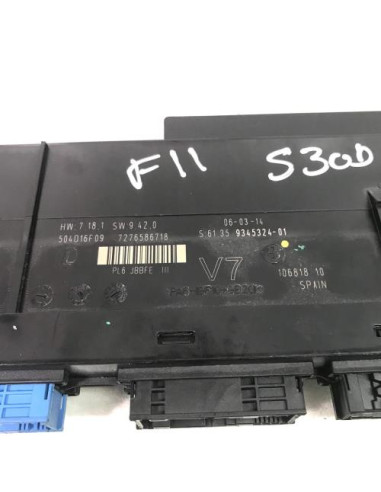 F11 530D
HW 7.18.1 SW 9.42.0 06-03-14
504D16F09 7276586718 S 61.35 9345324-01
PL6 JBBFE III
V7
106818 10
SPAIN